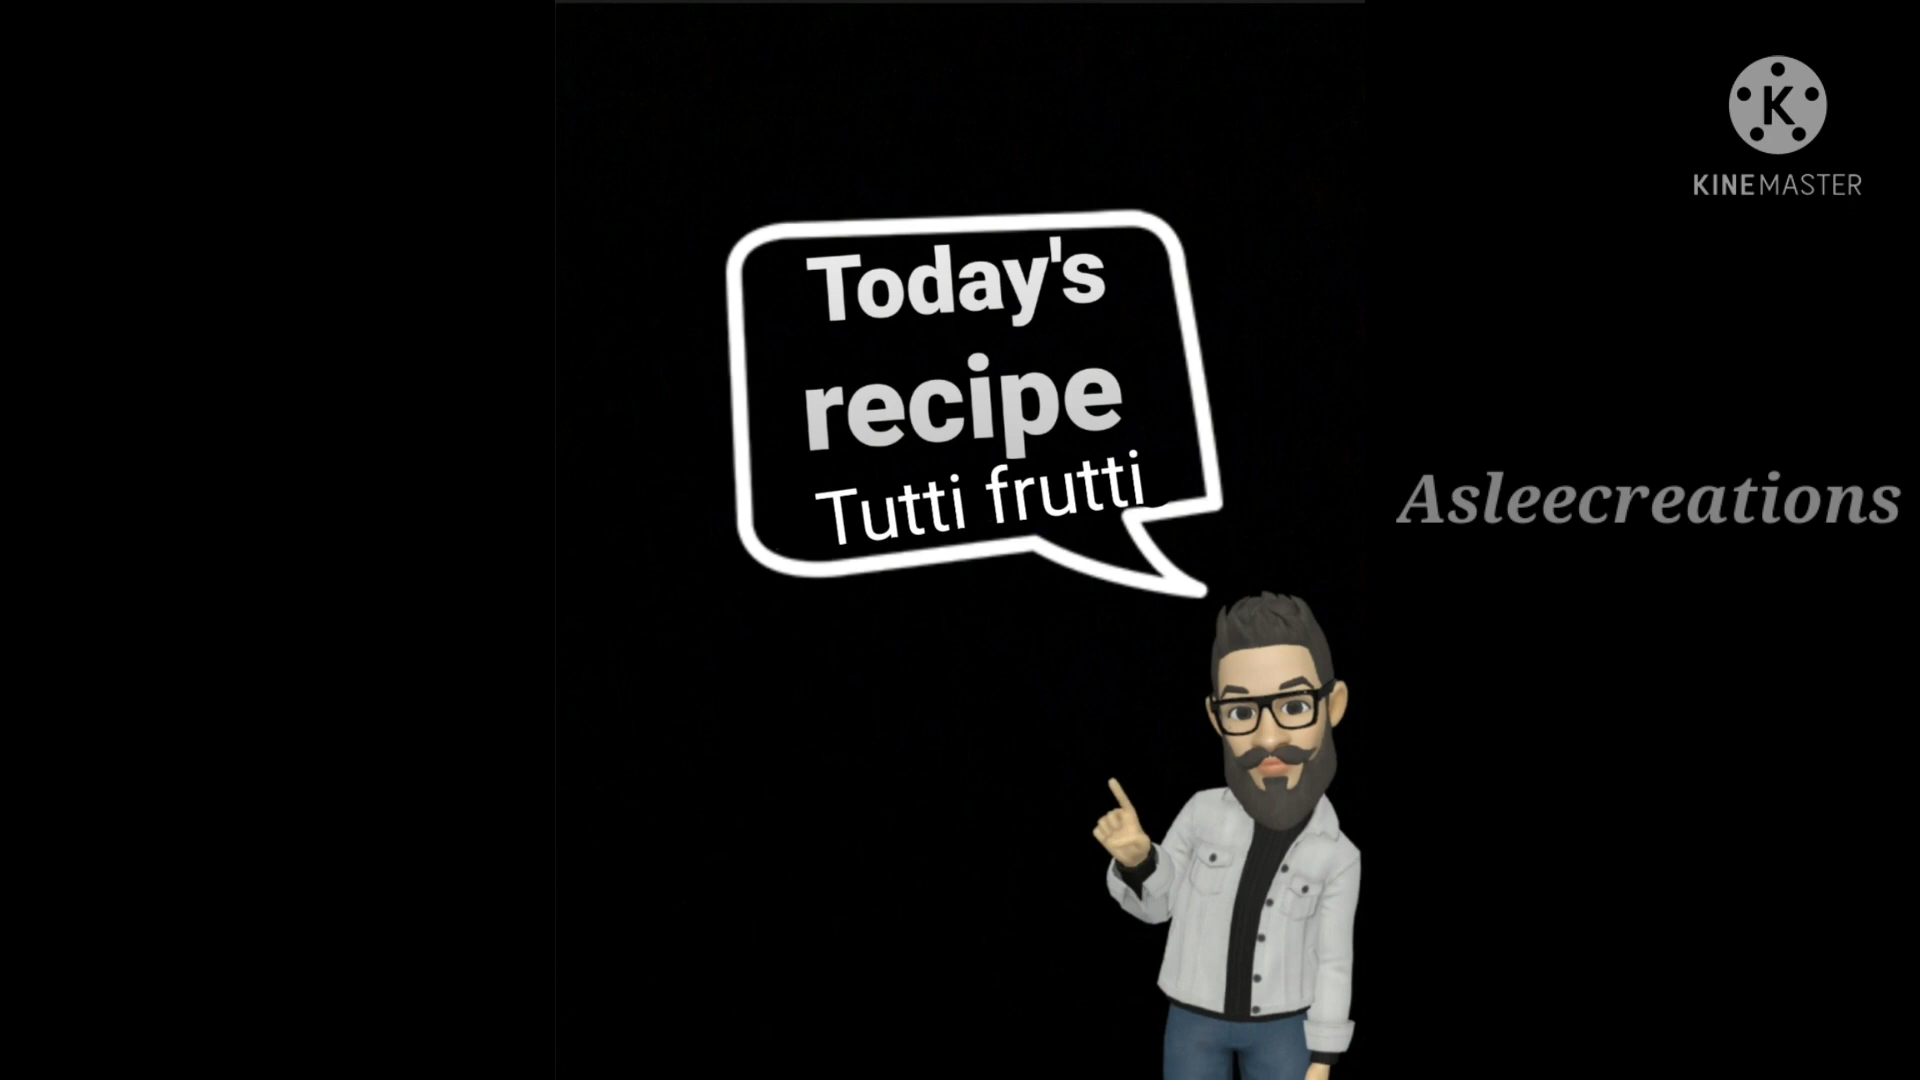 K
KINEMASTER
Today's
recipe
Tutti frutti
Asleecreations